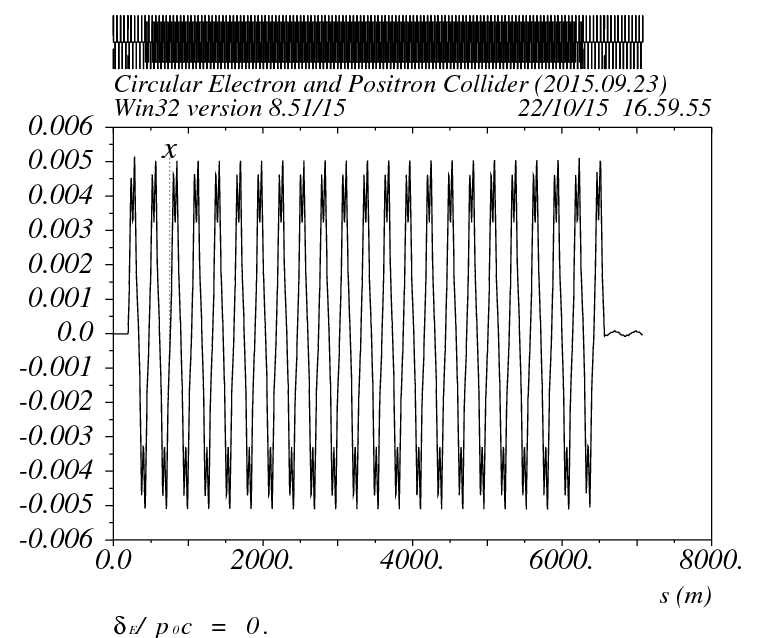 Circular Electron and Positron Collider (2015.09.23)
Win32 version 8.51/15 22/10/15 16.59.55
0.006
x
0.005
0.004
0.003
0.002
0.001
0.0
-0.001
-0.002
-0.003
-0.004
-0.005
-0.006
0.0 2000. 4000. 6000. 8000.
s (m)
δE/ p0c = 0.